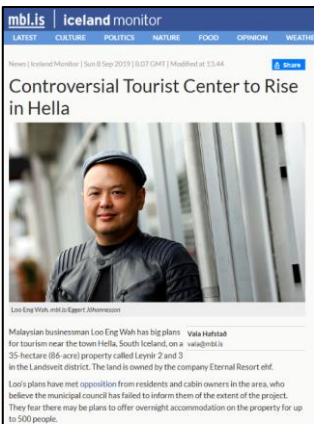 mbl.is | iceland monitor
LATEST CULTURE POLITICS NATURE FOOD OPINION WEATHE
News | Iceland Monitor | Sun 8 Sep 2019 | 8.07 GMT | Modified at 13.44
Share
Controversial Tourist Center to Rise
in Hella
Loo Eng Wah. mbl.is/Eggert Jóhannesson
Malaysian businessman Loo Eng Wah has big plans
Vala Hafstað
for tourism near the town Hella, South Iceland, on a
vala@mbl.is
35-hectare (86-acre) property called Leynir 2 and 3
in the Landsveit district. The land is owned by the company Eternal Resort ehf.
Loo's plans have met opposition from residents and cabin owners in the area, who
believe the municipal council has failed to inform them of the extent of the project.
They fear there may be plans to offer overnight accommodation on the property for up
to 500 people.